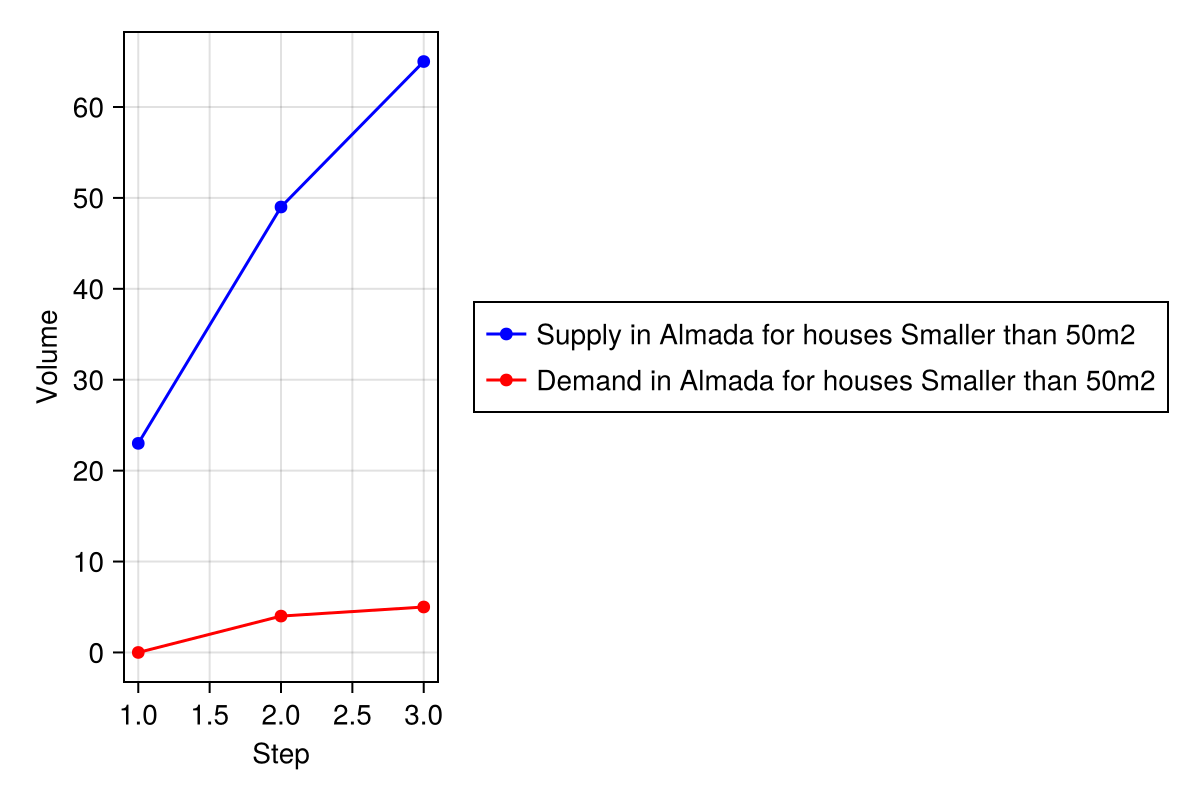 Volume
60
50
40
30
20
10
0
1.0 1.5 2.0 2.5 3.0
Step
Supply in Almada for houses Smaller than 50m2
Demand in Almada for houses Smaller than 50m2